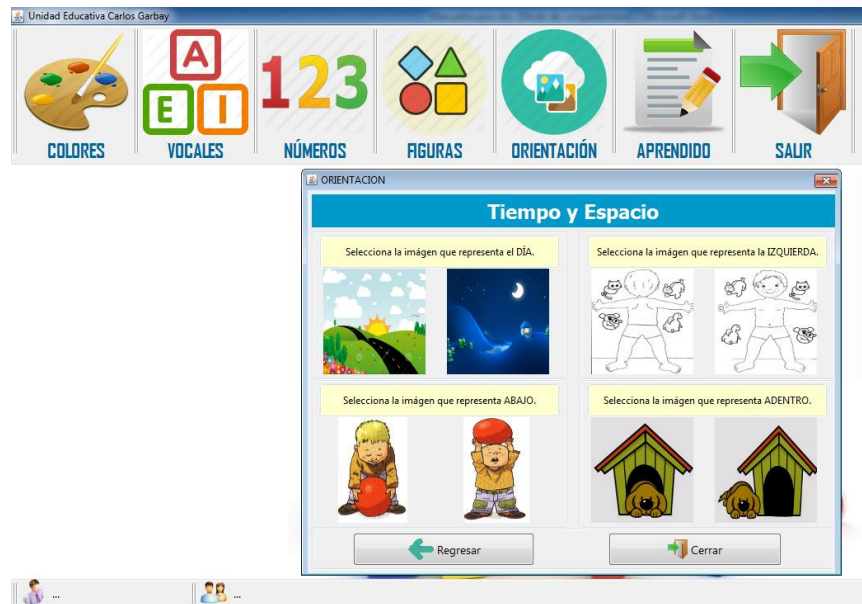 Unidad Educativa Carlos Garbay
A
E I
123
COLORES VOCALES NÚMEROS FIGURAS ORIENTACIÓN APRENDIDO SALIR
ORIENTACION
Tiempo y Espacio
Selecciona la imágen que representa el DÍA.
Selecciona la imágen que representa la IZQUIERDA.
Selecciona la imágen que representa ABAJO.
Selecciona la imágen que representa ADENTRO.
Regresar
Cerrar
... ...